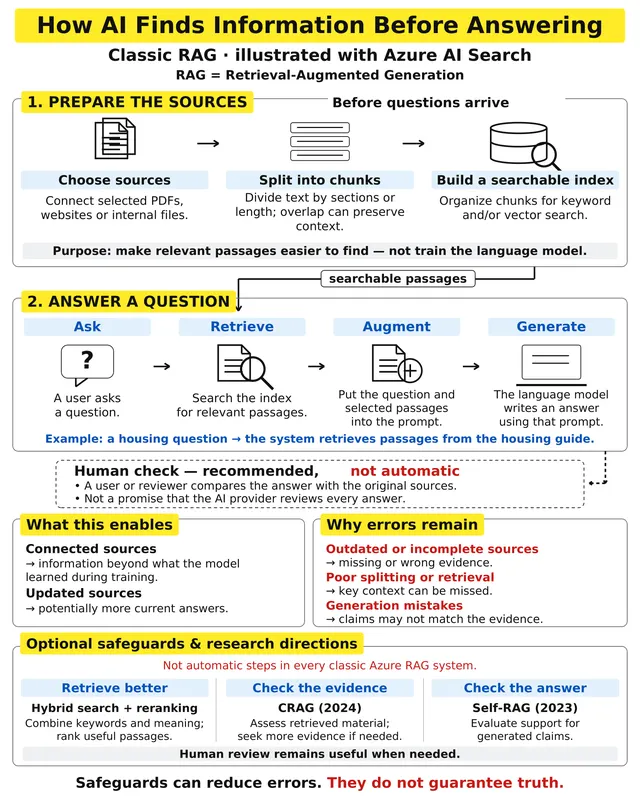 How AI Finds Information Before Answering
Classic RAG · illustrated with Azure AI Search
RAG = Retrieval-Augmented Generation
1. PREPARE THE SOURCES
Before questions arrive
Choose sources
Connect selected PDFs,
websites or internal files.
Split into chunks
Divide text by sections or
length; overlap can preserve
context.
Build a searchable index
Organize chunks for keyword
and/or vector search.
Purpose: make relevant passages easier to find — not train the language model.
searchable passages
2. ANSWER A QUESTION
Ask
?
A user asks
a question.
Retrieve
Search the index
for relevant passages.
Augment
Put the question and
selected passages
into the prompt.
Generate
The language model
writes an answer
using that prompt.
Example: a housing question → the system retrieves passages from the housing guide.
Human check — recommended, not automatic
• A user or reviewer compares the answer with the original sources.
• Not a promise that the AI provider reviews every answer.
What this enables
Connected sources
→ information beyond what the model
learned during training.
Updated sources
→ potentially more current answers.
Why errors remain
Outdated or incomplete sources
→ missing or wrong evidence.
Poor splitting or retrieval
→ key context can be missed.
Generation mistakes
→ claims may not match the evidence.
Optional safeguards & research directions
Not automatic steps in every classic Azure RAG system.
Retrieve better
Hybrid search + reranking
Combine keywords and meaning;
rank useful passages.
Check the evidence
CRAG (2024)
Assess retrieved material;
seek more evidence if needed.
Check the answer
Self-RAG (2023)
Evaluate support for
generated claims.
Human review remains useful when needed.
Safeguards can reduce errors. They do not guarantee truth.